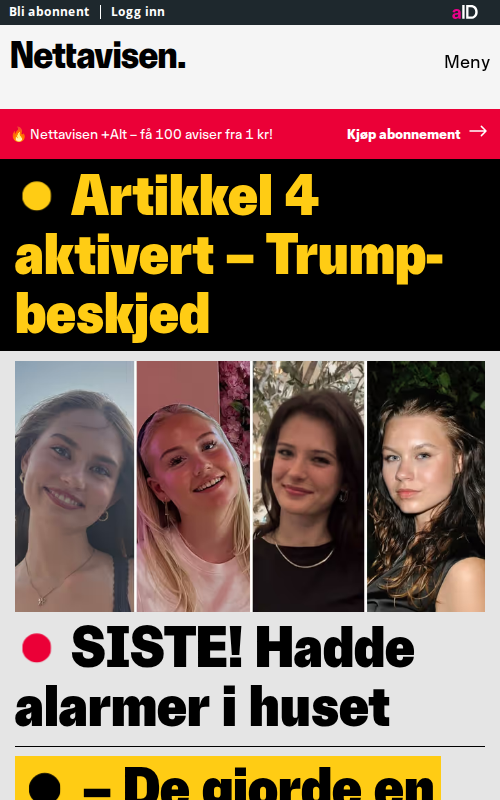 Bli abonnent | Logg inn
aID
Nettavisen.
Meny
🔥 Nettavisen +Alt – få 100 aviser fra 1 kr!
Kjøp abonnement →
Artikkel 4
aktivert – Trump-
beskjed
SISTE! Hadde
alarmer i huset
– De gjorde en